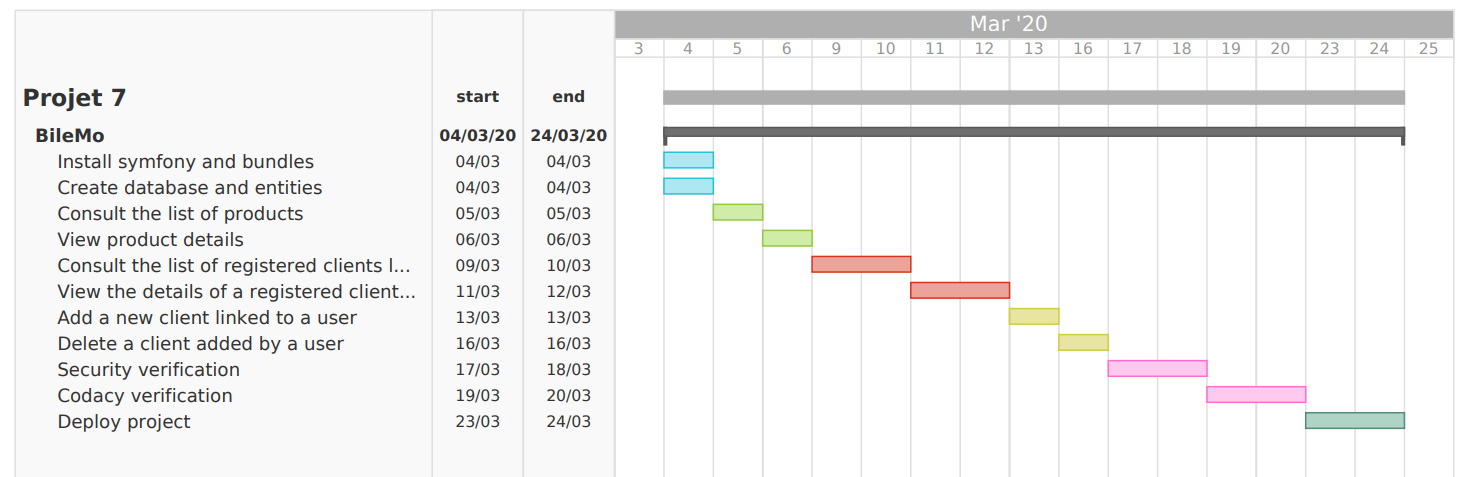 Mar '20
3 4 5 6 9 10 11 12 13 16 17 18 19 20 23 24 25
Projet 7 start end
BileMo 04/03/20 24/03/20
Install symfony and bundles 04/03 04/03
Create database and entities 04/03 04/03
Consult the list of products 05/03 05/03
View product details 06/03 06/03
Consult the list of registered clients l... 09/03 10/03
View the details of a registered client... 11/03 12/03
Add a new client linked to a user 13/03 13/03
Delete a client added by a user 16/03 16/03
Security verification 17/03 18/03
Codacy verification 19/03 20/03
Deploy project 23/03 24/03